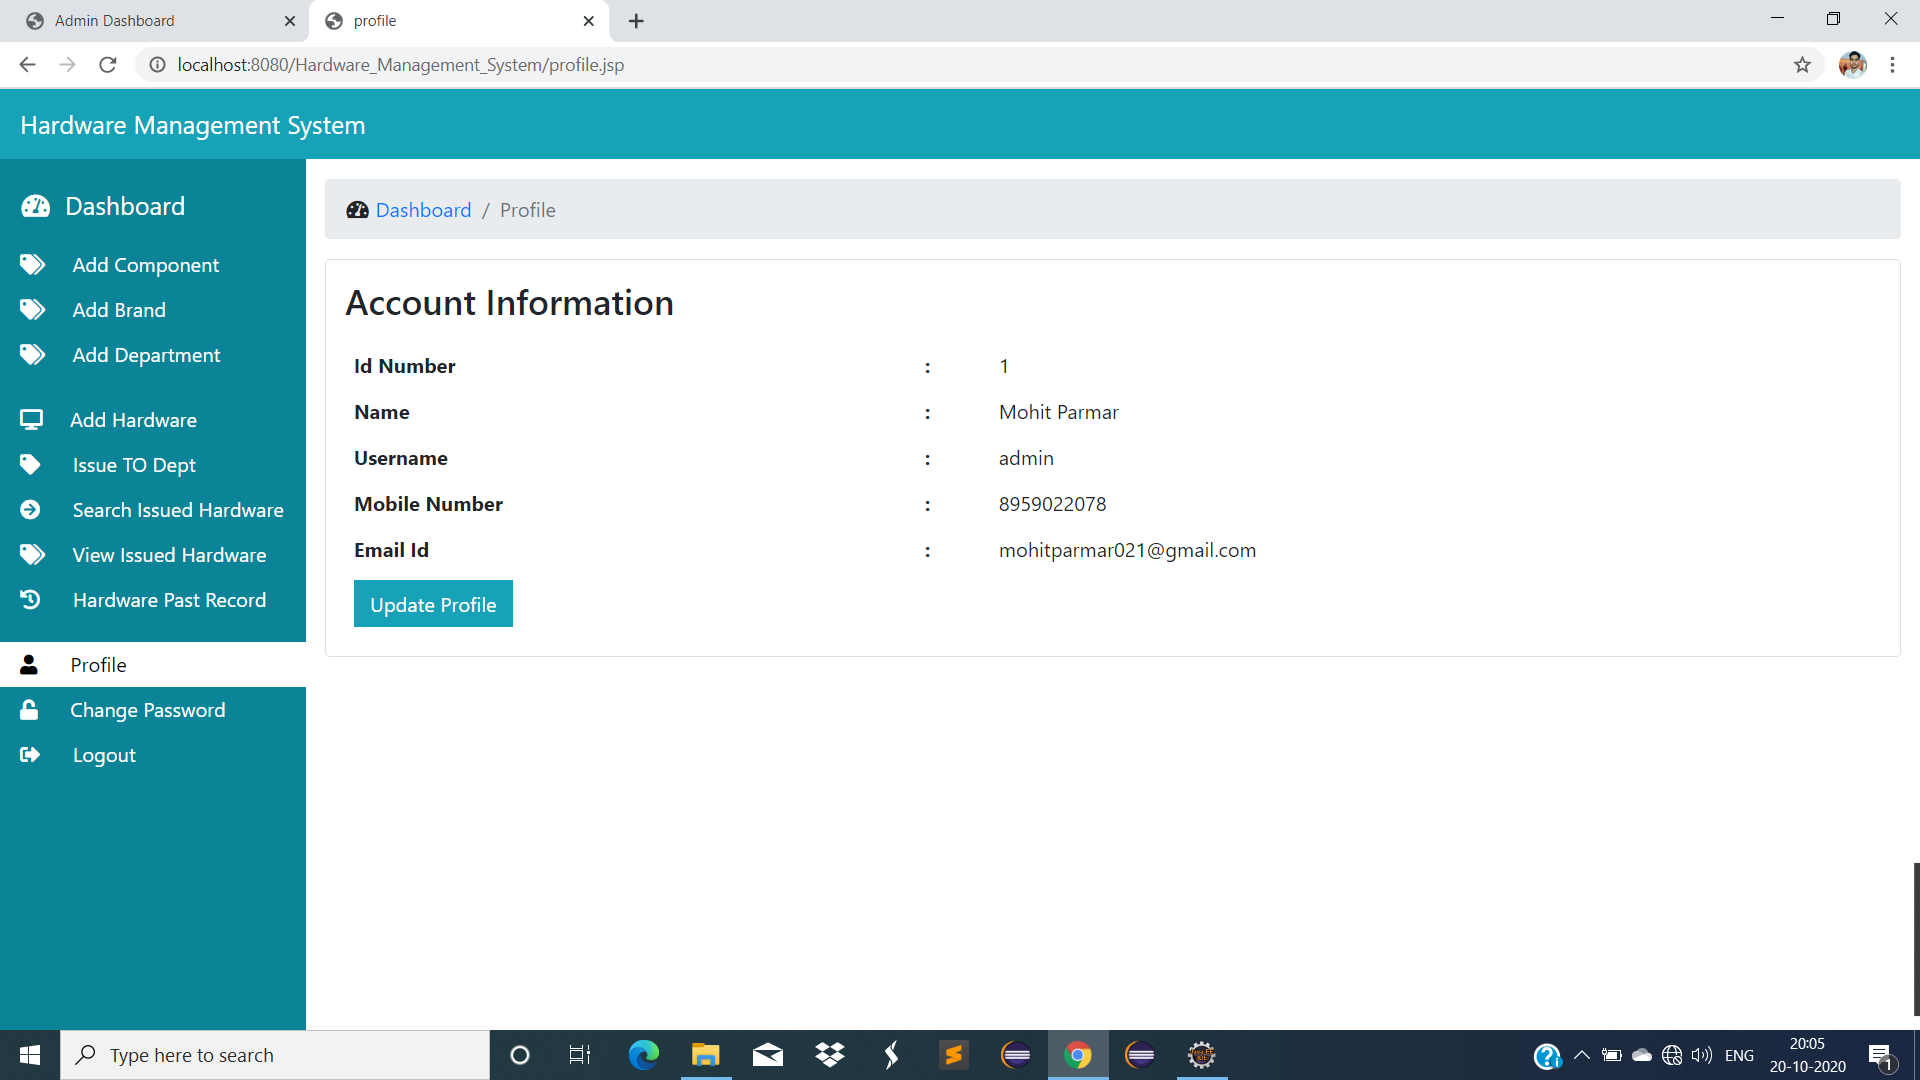 Admin Dashboard
profile
localhost:8080/Hardware_Management_System/profile.jsp
Hardware Management System
Dashboard
Add Component
Add Brand
Add Department
Add Hardware
Issue TO Dept
Search Issued Hardware
View Issued Hardware
Hardware Past Record
Profile
Change Password
Logout
Dashboard / Profile
Account Information
Id Number : 1
Name : Mohit Parmar
Username : admin
Mobile Number : 8959022078
Email Id : mohitparmar021@gmail.com
Update Profile
Type here to search
ENG
20:05
20-10-2020
1